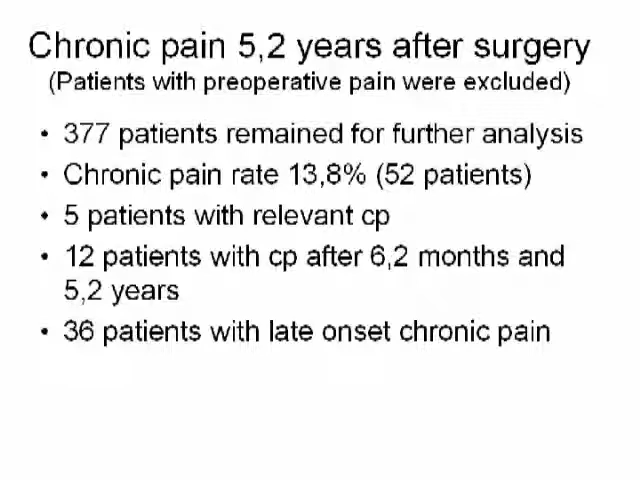 Chronic pain 5,2 years after surgery
(Patients with preoperative pain were excluded)
• 377 patients remained for further analysis
• Chronic pain rate 13,8% (52 patients)
• 5 patients with relevant cp
• 12 patients with cp after 6,2 months and
5,2 years
• 36 patients with late onset chronic pain